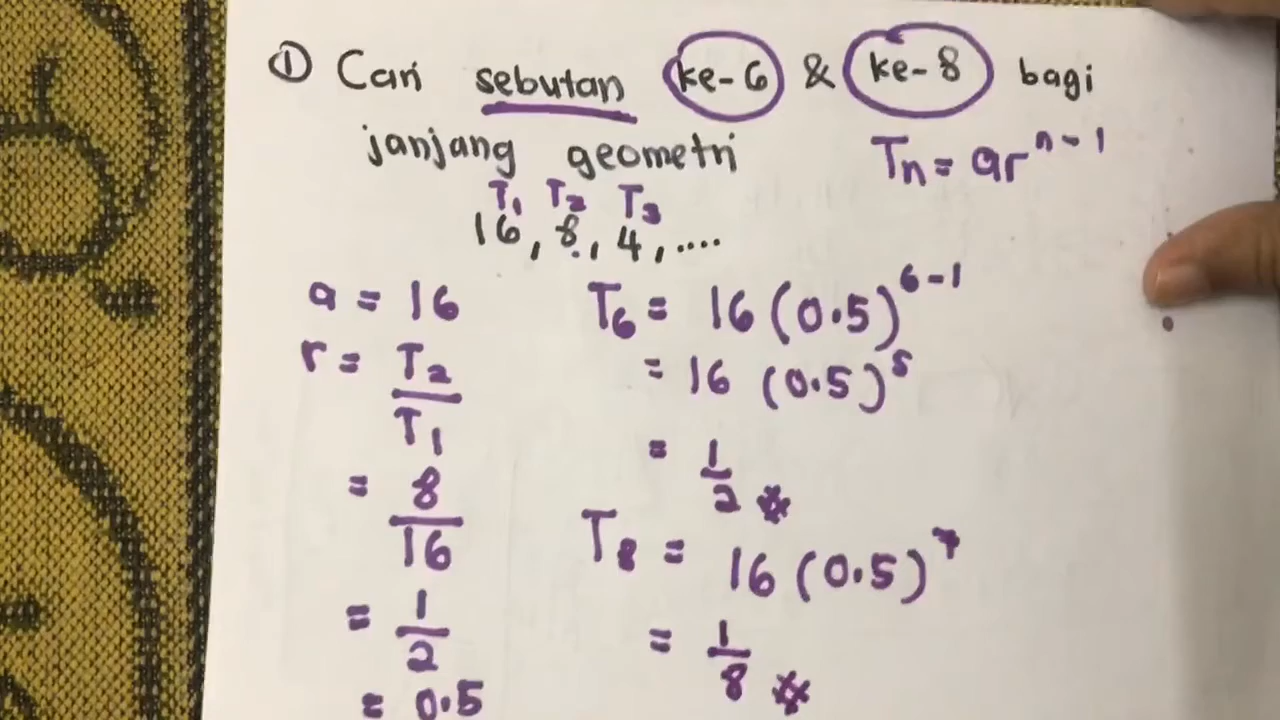 ① Cari sebutan ke-6 & ke-8 bagi
janjang geometri
Tn = ar^(n-1)
T1 T2 T3
16, 8, 4, ....
a = 16
r = T2/T1
= 8/16
= 1/2
= 0.5
T6 = 16(0.5)^(6-1)
= 16(0.5)^5
= 1/2 *
T8 = 16(0.5)^7
= 1/8 *